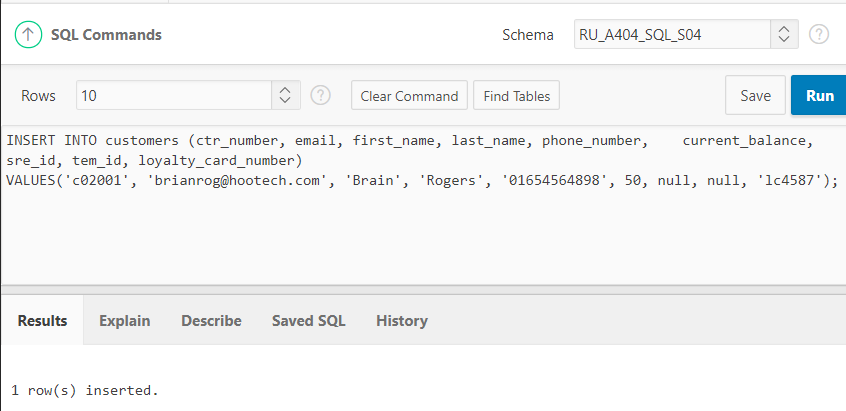 SQL Commands Schema RU_A404_SQL_S04 ?
Rows 10 ? Clear Command Find Tables Save Run
INSERT INTO customers (ctr_number, email, first_name, last_name, phone_number,    current_balance,
sre_id, tem_id, loyalty_card_number)
VALUES('c02001', 'brianrog@hootech.com', 'Brain', 'Rogers', '01654564898', 50, null, null, 'lc4587');
Results Explain Describe Saved SQL History
1 row(s) inserted.